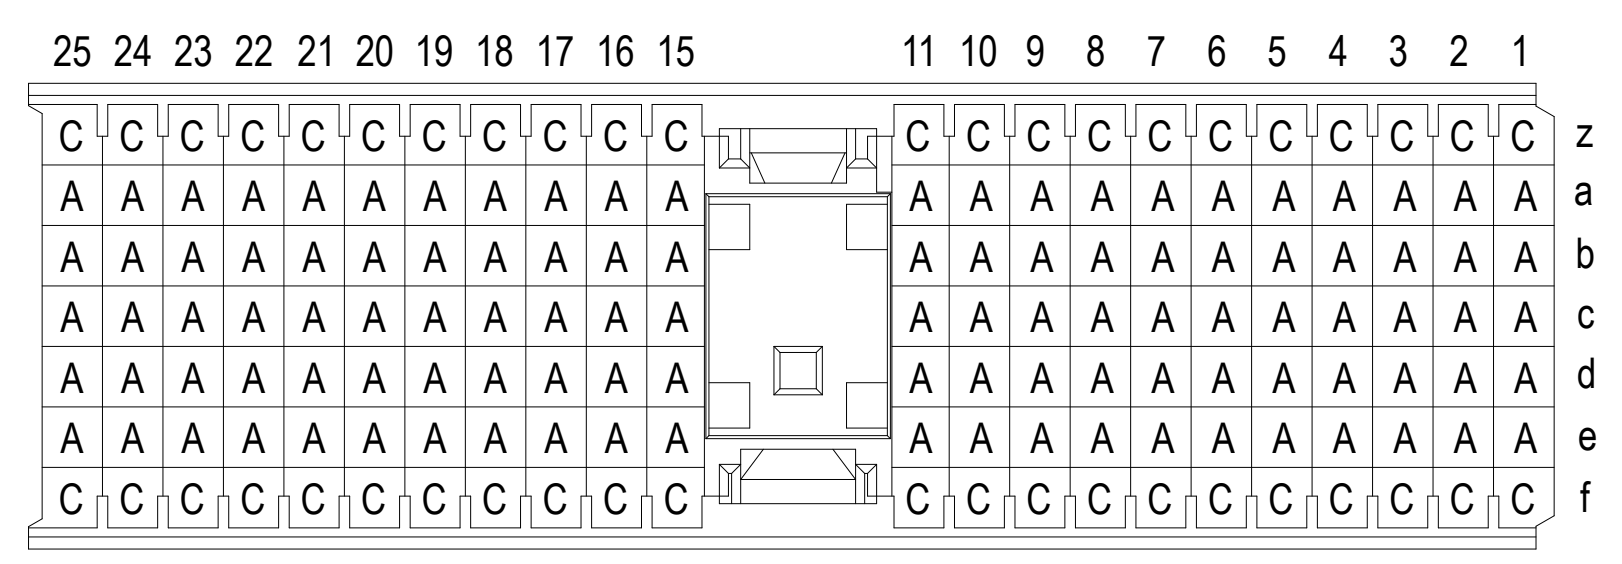 25 24 23 22 21 20 19 18 17 16 15 11 10 9 8 7 6 5 4 3 2 1
C C C C C C C C C C C C C C C C C C C C C C z
A A A A A A A A A A A A A A A A A A A A A A a
A A A A A A A A A A A A A A A A A A A A A A b
A A A A A A A A A A A A A A A A A A A A A A c
A A A A A A A A A A A A A A A A A A A A A A d
A A A A A A A A A A A A A A A A A A A A A A e
C C C C C C C C C C C C C C C C C C C C C C f